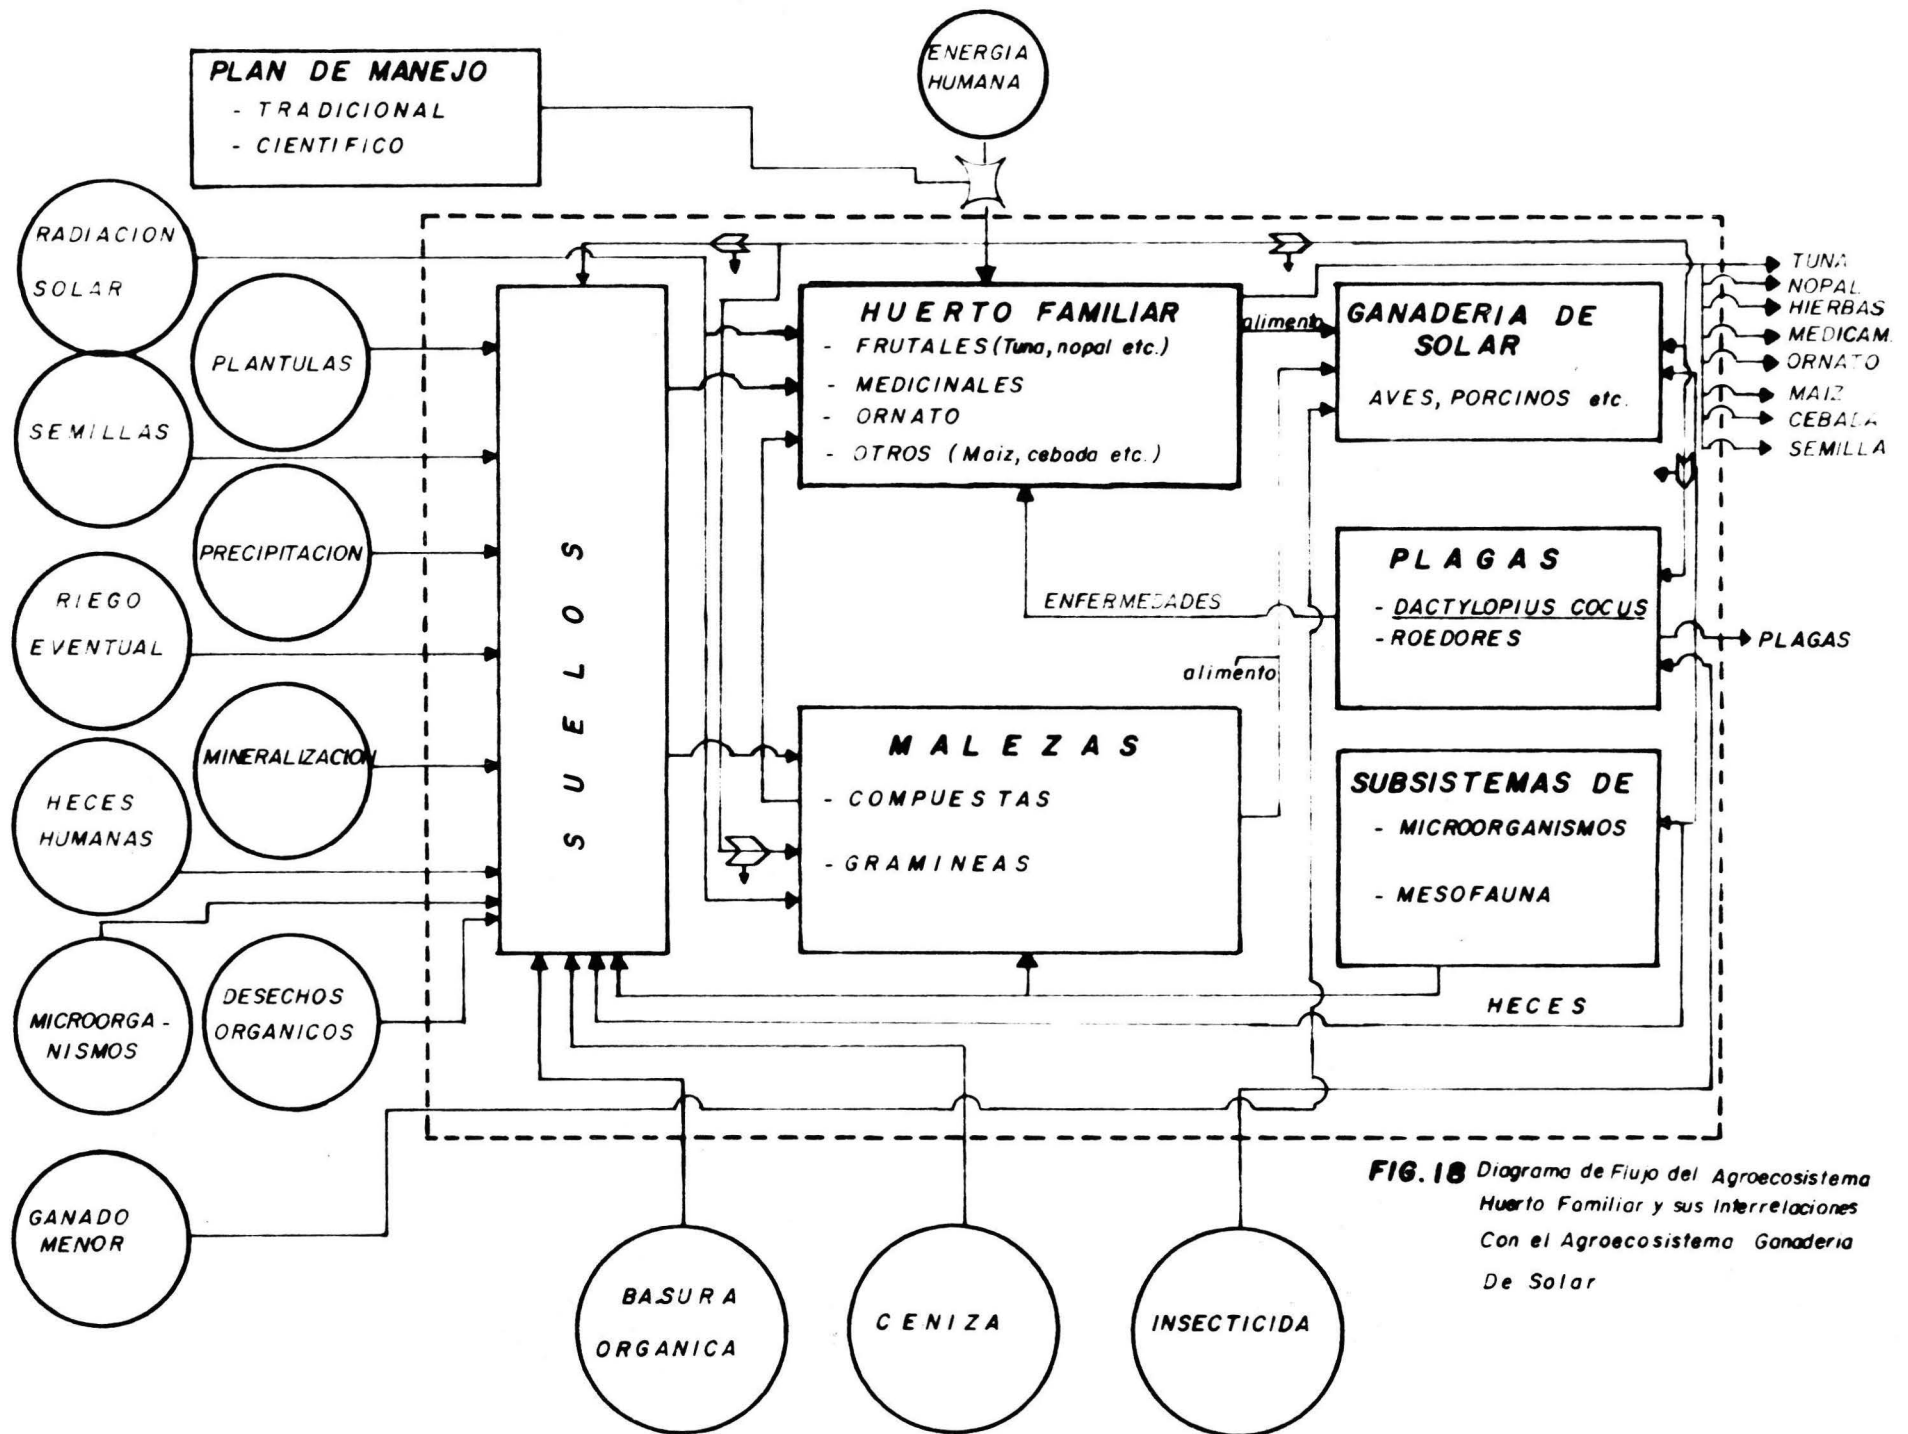 ENERGIA
HUMANA
PLAN DE MANEJO
- TRADICIONAL
- CIENTIFICO
RADIACION
SOLAR
PLANTULAS
SEMILLAS
PRECIPITACION
RIEGO
EVENTUAL
MINERALIZACION
HECES
HUMANAS
MICROORGA-
NISMOS
DESECHOS
ORGANICOS
GANADO
MENOR
SUELOS
HUERTO FAMILIAR
- FRUTALES (Tuna, nopal etc.)
- MEDICINALES
- ORNATO
- OTROS (Maiz, cebada etc.)
alimento
GANADERIA DE
SOLAR
AVES, PORCINOS etc.
TUNA
NOPAL
HIERBAS
MEDICAM.
ORNATO
MAIZ
CEBADA
SEMILLA
ENFERMEDADES
PLAGAS
- DACTYLOPIUS COCUS
- ROEDORES
PLAGAS
alimento
MALEZAS
- COMPUESTAS
- GRAMINEAS
SUBSISTEMAS DE
- MICROORGANISMOS
- MESOFAUNA
HECES
BASURA
ORGANICA
CENIZA
INSECTICIDA
FIG. 18 Diagrama de Flujo del Agroecosistema
Huerto Familiar y sus Interrelaciones
Con el Agroecosistema Ganaderia
De Solar